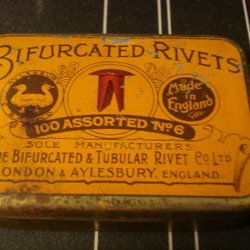 BIFURCATED RIVETS
Made in
England
100 ASSORTED No 6
SOLE MANUFACTURERS
THE BIFURCATED & TUBULAR RIVET Co LTD
LONDON & AYLESBURY, ENGLAND